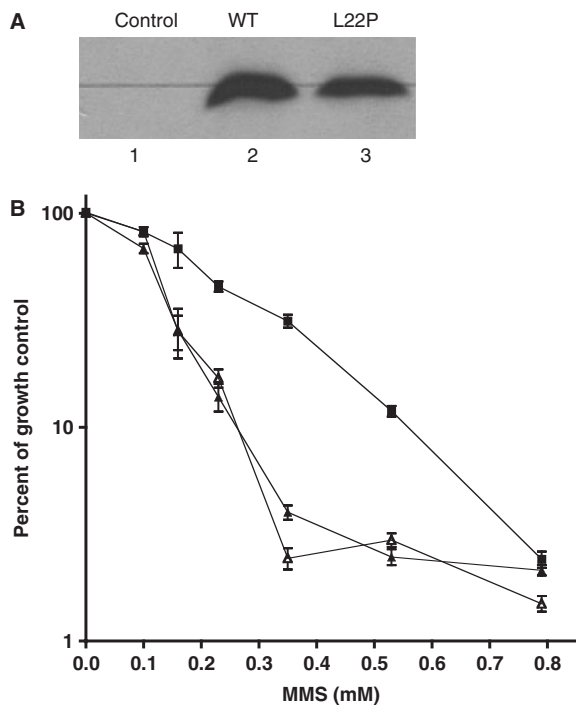 A
Control WT L22P
1 2 3
B
100
10
1
Percent of growth control
0.0 0.1 0.2 0.3 0.4 0.5 0.6 0.7 0.8
MMS (mM)